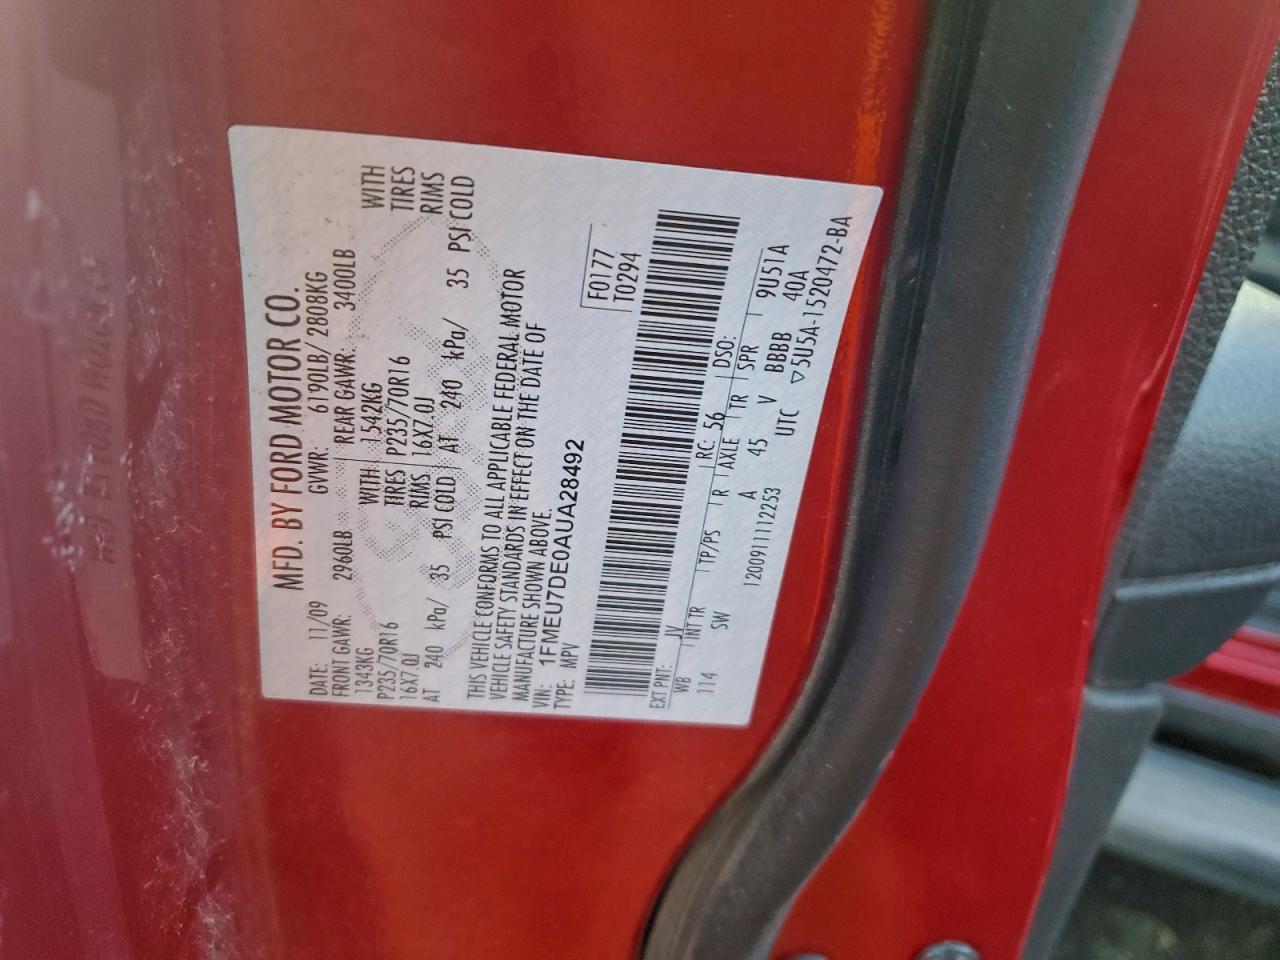 MFD. BY FORD MOTOR CO.
DATE: 11/09 GVWR: 6190LB/ 2808KG
FRONT GAWR: 2960LB REAR GAWR: 3400LB
1343KG WITH 1542KG WITH
P235/70R16 TIRES P235/70R16 TIRES
16X7.0J RIMS 16X7.0J RIMS
AT 240 kPa/ 35 PSI COLD AT 240 kPa/ 35 PSI COLD
THIS VEHICLE CONFORMS TO ALL APPLICABLE FEDERAL MOTOR
VEHICLE SAFETY STANDARDS IN EFFECT ON THE DATE OF
MANUFACTURE SHOWN ABOVE.
VIN: 1FMEU7DE0AUA28492
TYPE: MPV
F0177
T0294
EXT PNT: JV RC: 56 DSO:
WB INT TR TP/PS R AXLE TR SPR 9U51A
114 SW A 45 V BBBB 40A
1200911112253 UTC ▽5U5A-1520472-BA